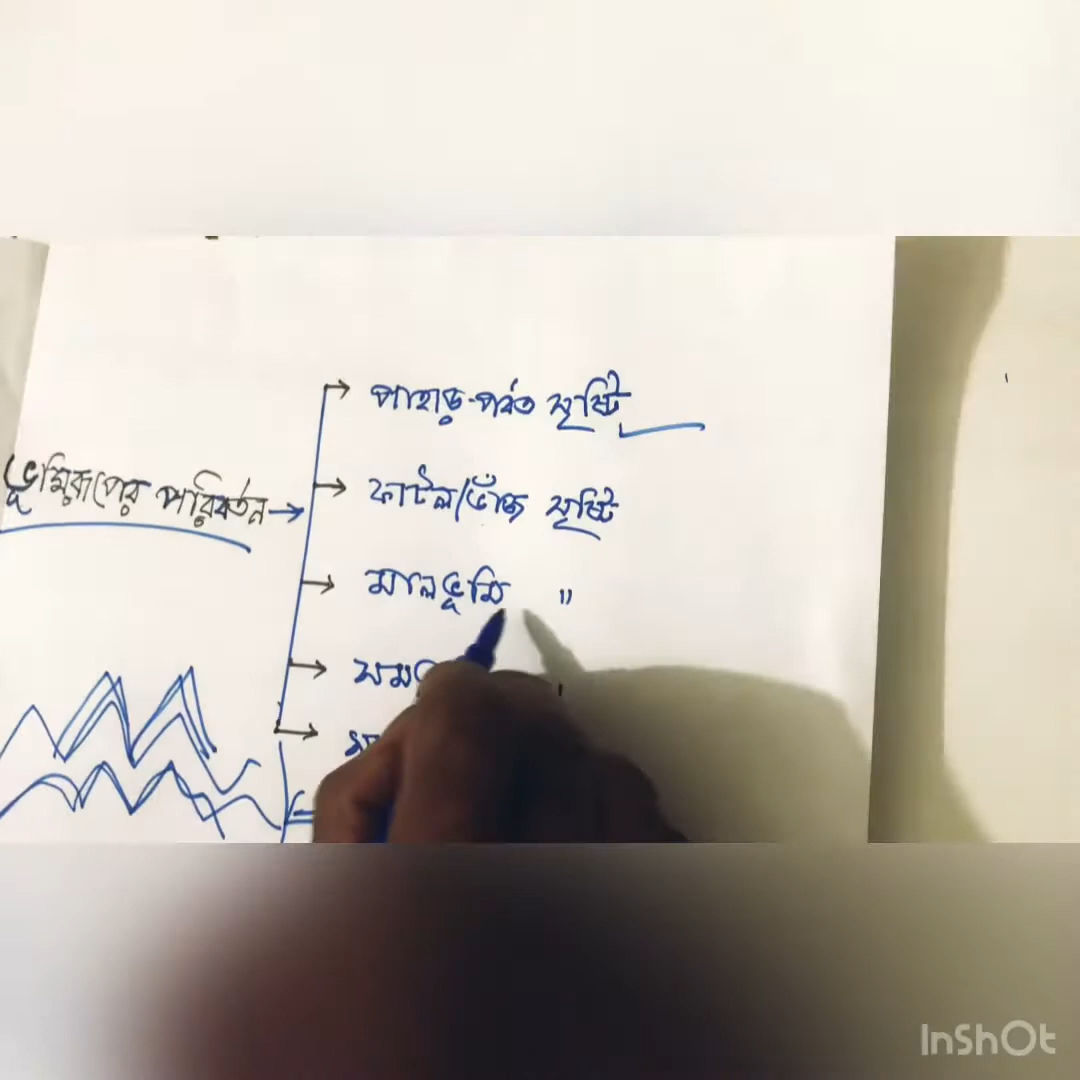 পাহাড়-পর্বত সৃষ্টি
ভূমিরূপের পরিবর্তন
ফাটল/ভাঁজ সৃষ্টি
মালভূমি "
InShOt